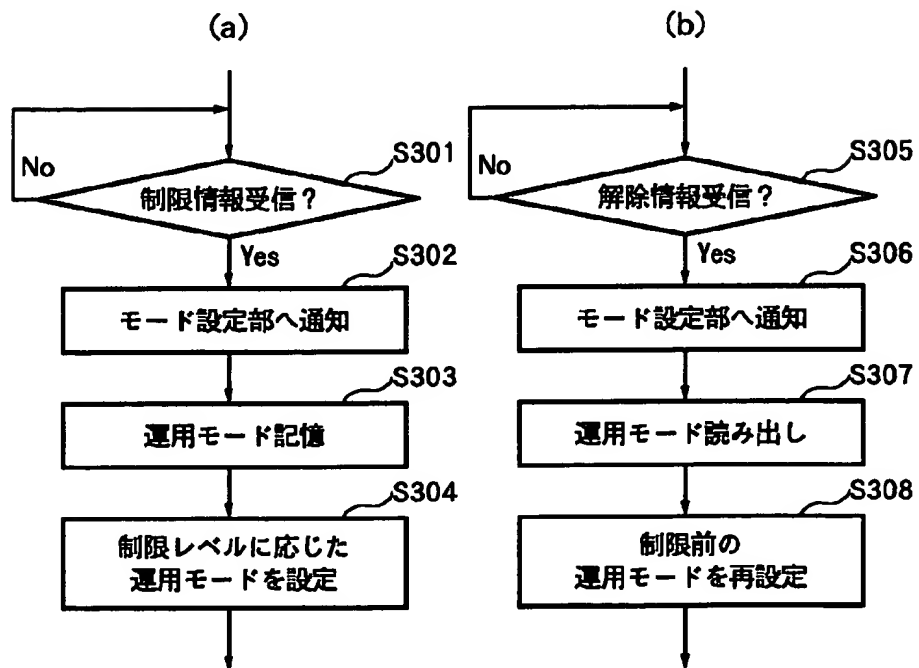 (a)
No
S301
制限情報受信？
Yes
S302
モード設定部へ通知
S303
運用モード記憶
S304
制限レベルに応じた
運用モードを設定
(b)
No
S305
解除情報受信？
Yes
S306
モード設定部へ通知
S307
運用モード読み出し
S308
制限前の
運用モードを再設定